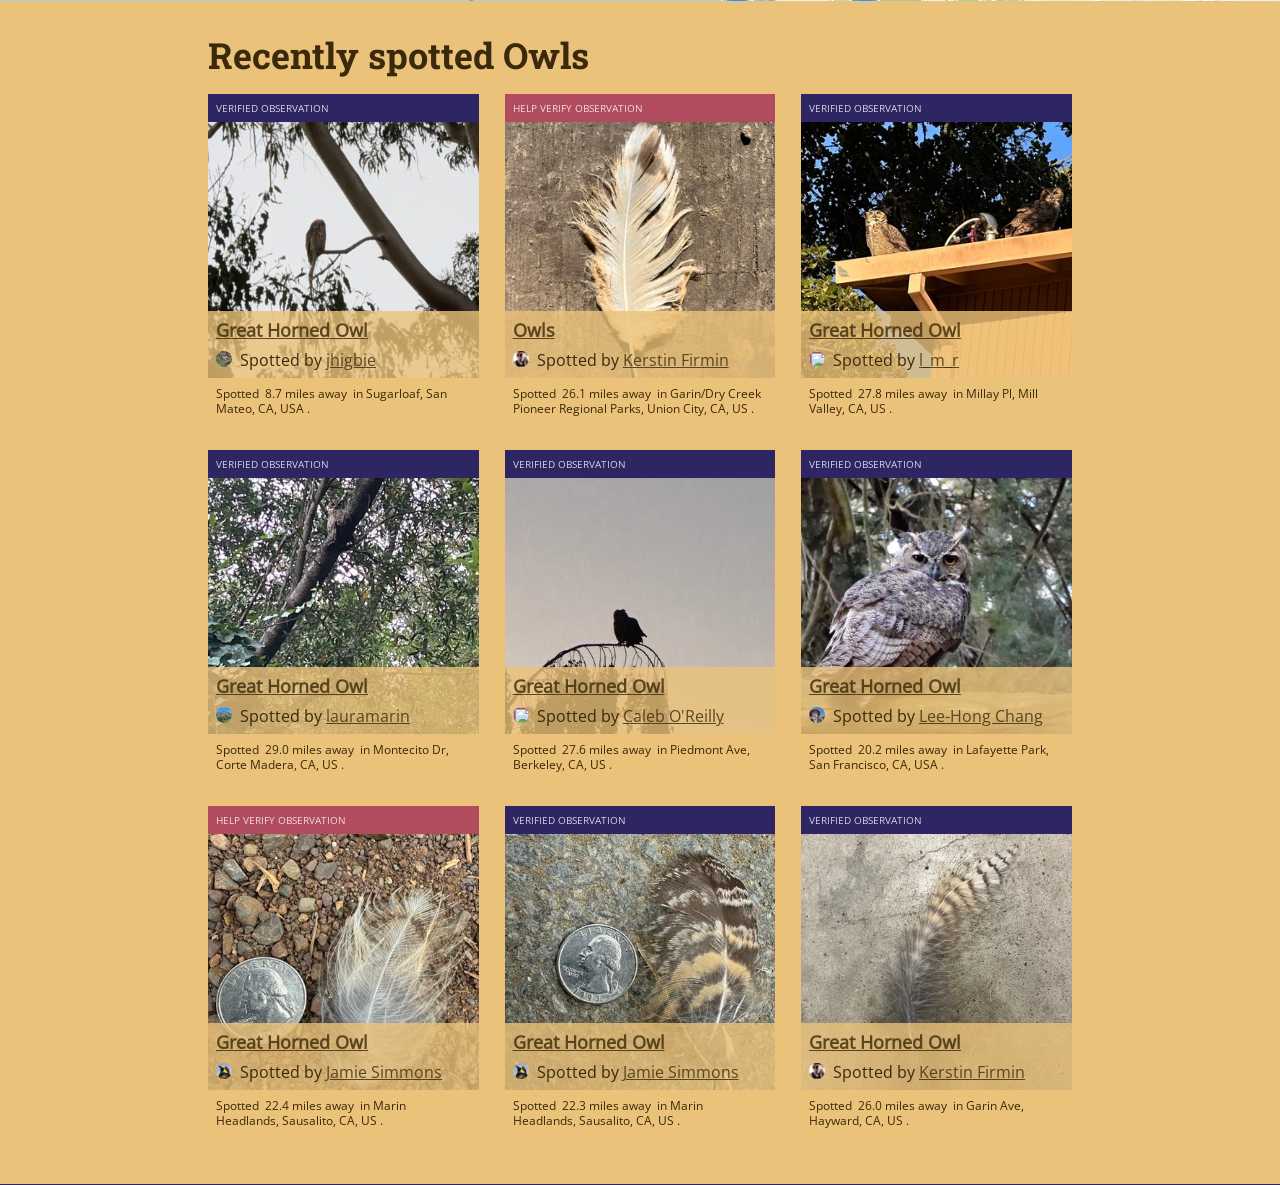 Recently spotted Owls
VERIFIED OBSERVATION
Great Horned Owl
Spotted by jhigbie
Spotted 8.7 miles away in Sugarloaf, San
Mateo, CA, USA .
HELP VERIFY OBSERVATION
Owls
Spotted by Kerstin Firmin
Spotted 26.1 miles away in Garin/Dry Creek
Pioneer Regional Parks, Union City, CA, US .
VERIFIED OBSERVATION
Great Horned Owl
Spotted by l_m_r
Spotted 27.8 miles away in Millay Pl, Mill
Valley, CA, US .
VERIFIED OBSERVATION
Great Horned Owl
Spotted by lauramarin
Spotted 29.0 miles away in Montecito Dr,
Corte Madera, CA, US .
VERIFIED OBSERVATION
Great Horned Owl
Spotted by Caleb O'Reilly
Spotted 27.6 miles away in Piedmont Ave,
Berkeley, CA, US .
VERIFIED OBSERVATION
Great Horned Owl
Spotted by Lee-Hong Chang
Spotted 20.2 miles away in Lafayette Park,
San Francisco, CA, USA .
HELP VERIFY OBSERVATION
Great Horned Owl
Spotted by Jamie Simmons
Spotted 22.4 miles away in Marin
Headlands, Sausalito, CA, US .
VERIFIED OBSERVATION
Great Horned Owl
Spotted by Jamie Simmons
Spotted 22.3 miles away in Marin
Headlands, Sausalito, CA, US .
VERIFIED OBSERVATION
Great Horned Owl
Spotted by Kerstin Firmin
Spotted 26.0 miles away in Garin Ave,
Hayward, CA, US .